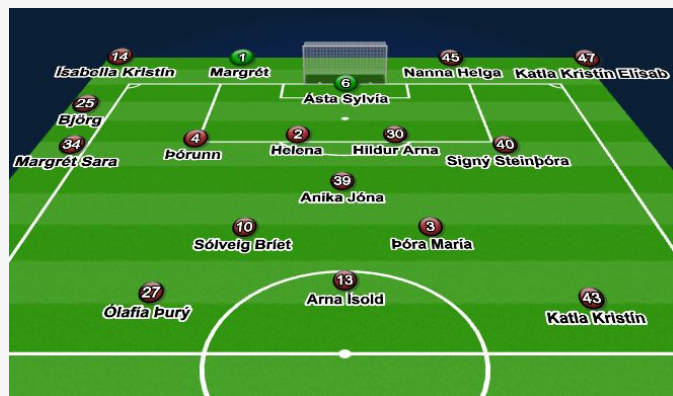 14
Ísabella Kristín
1
Margrét
45
Nanna Helga
47
Katla Kristín Elísab
6
Ásta Sylvía
25
Björg
34
Margrét Sara
4
Þórunn
2
Helena
30
Hildur Arna
40
Signý Steinþóra
39
Anika Jóna
10
Sólveig Bríet
3
Þóra María
27
Ólafía Þurý
13
Arna Ísold
43
Katla Kristín